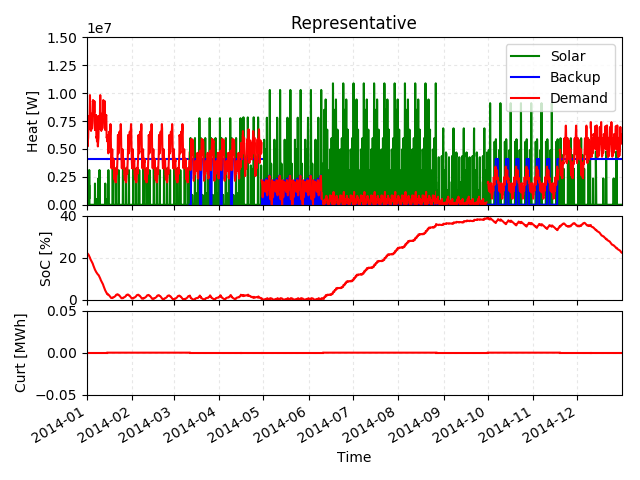 Representative
1e7
1.50
1.25
1.00
0.75
0.50
0.25
0.00
Heat [W]
Solar
Backup
Demand
40
20
0
SoC [%]
0.05
0.00
−0.05
Curt [MWh]
2014-01
2014-02
2014-03
2014-04
2014-05
2014-06
2014-07
2014-08
2014-09
2014-10
2014-11
2014-12
Time